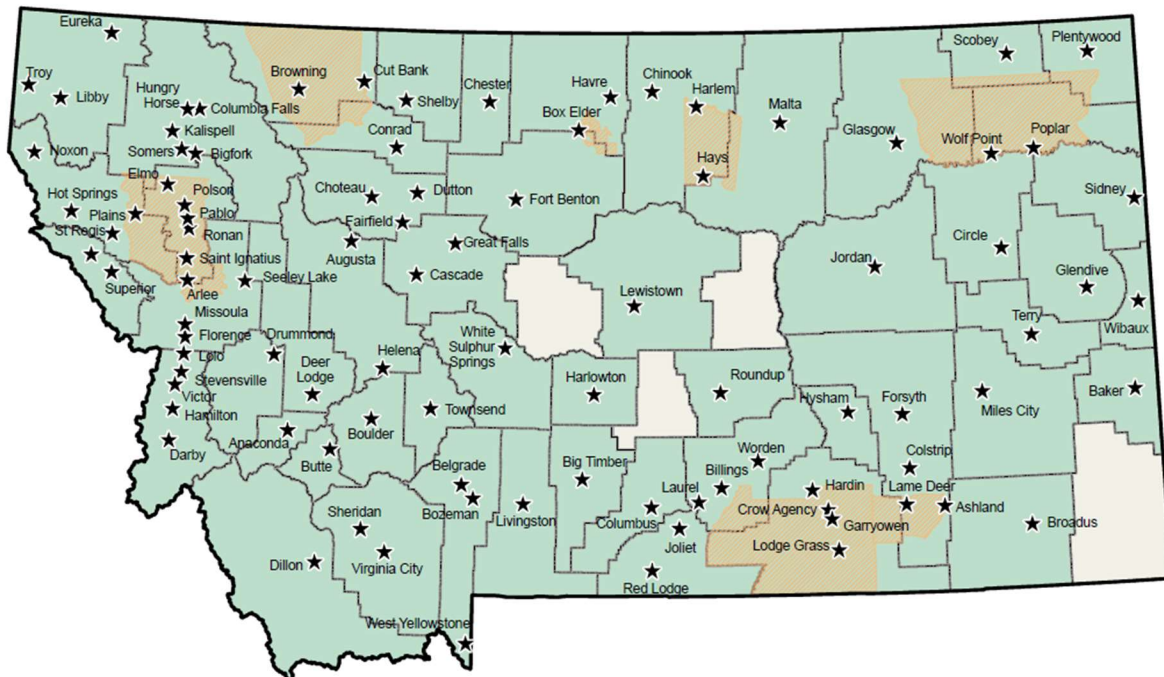 Eureka
Scobey
Plentywood
Troy
Libby
Browning
Cut Bank
Chester
Havre
Chinook
Hungry
Horse
Columbia Falls
Shelby
Box Elder
Harlem
Malta
Kalispell
Conrad
Glasgow
Wolf Point
Poplar
Noxon
Somers
Bigfork
Hays
Elmo
Hot Springs
Polson
Choteau
Dutton
Fort Benton
Sidney
Plains
Pablo
St Regis
Ronan
Fairfield
Great Falls
Circle
Augusta
Saint Ignatius
Jordan
Superior
Seeley Lake
Cascade
Glendive
Arlee
Lewistown
Missoula
Terry
Wibaux
Florence
Drummond
White
Sulphur
Springs
Lolo
Helena
Deer
Lodge
Stevensville
Harlowton
Roundup
Victor
Hysham
Forsyth
Miles City
Baker
Hamilton
Townsend
Boulder
Anaconda
Darby
Butte
Belgrade
Big Timber
Worden
Colstrip
Billings
Laurel
Hardin
Lame Deer
Bozeman
Livingston
Columbus
Crow Agency
Ashland
Sheridan
Garryowen
Broadus
Joliet
Virginia City
Lodge Grass
Dillon
Red Lodge
West Yellowstone